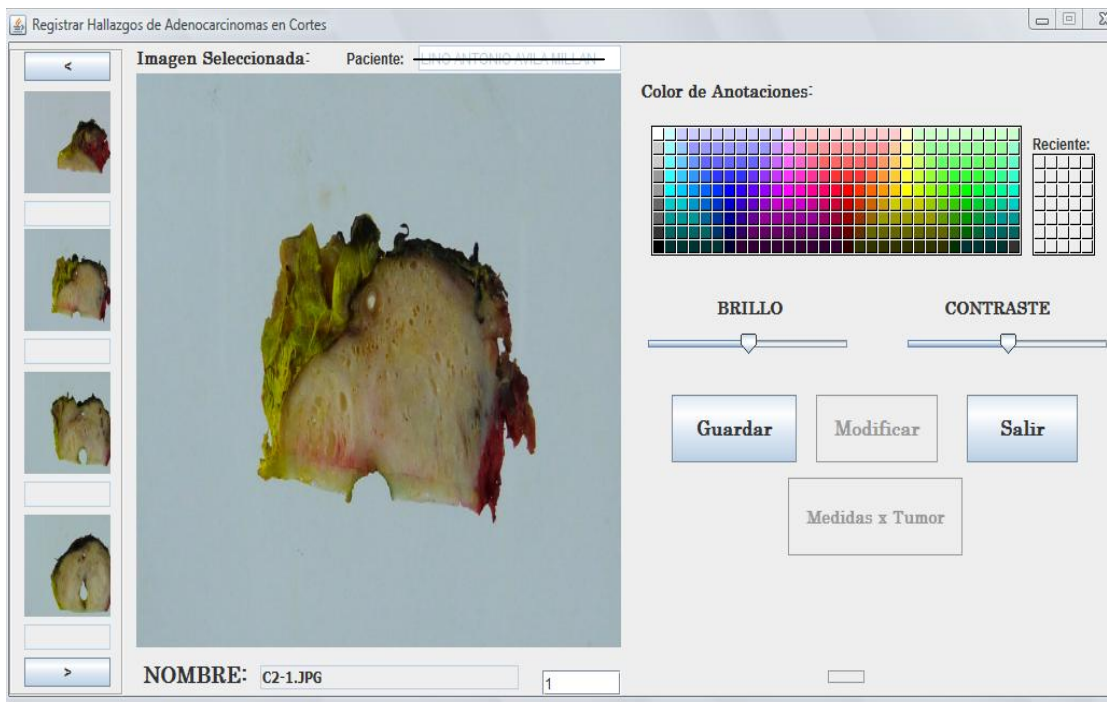 Registrar Hallazgos de Adenocarcinomas en Cortes
<
Imagen Seleccionada:
Paciente:
Color de Anotaciones:
Reciente:
BRILLO
CONTRASTE
Guardar
Modificar
Salir
Medidas x Tumor
NOMBRE:
C2-1.JPG
1
>